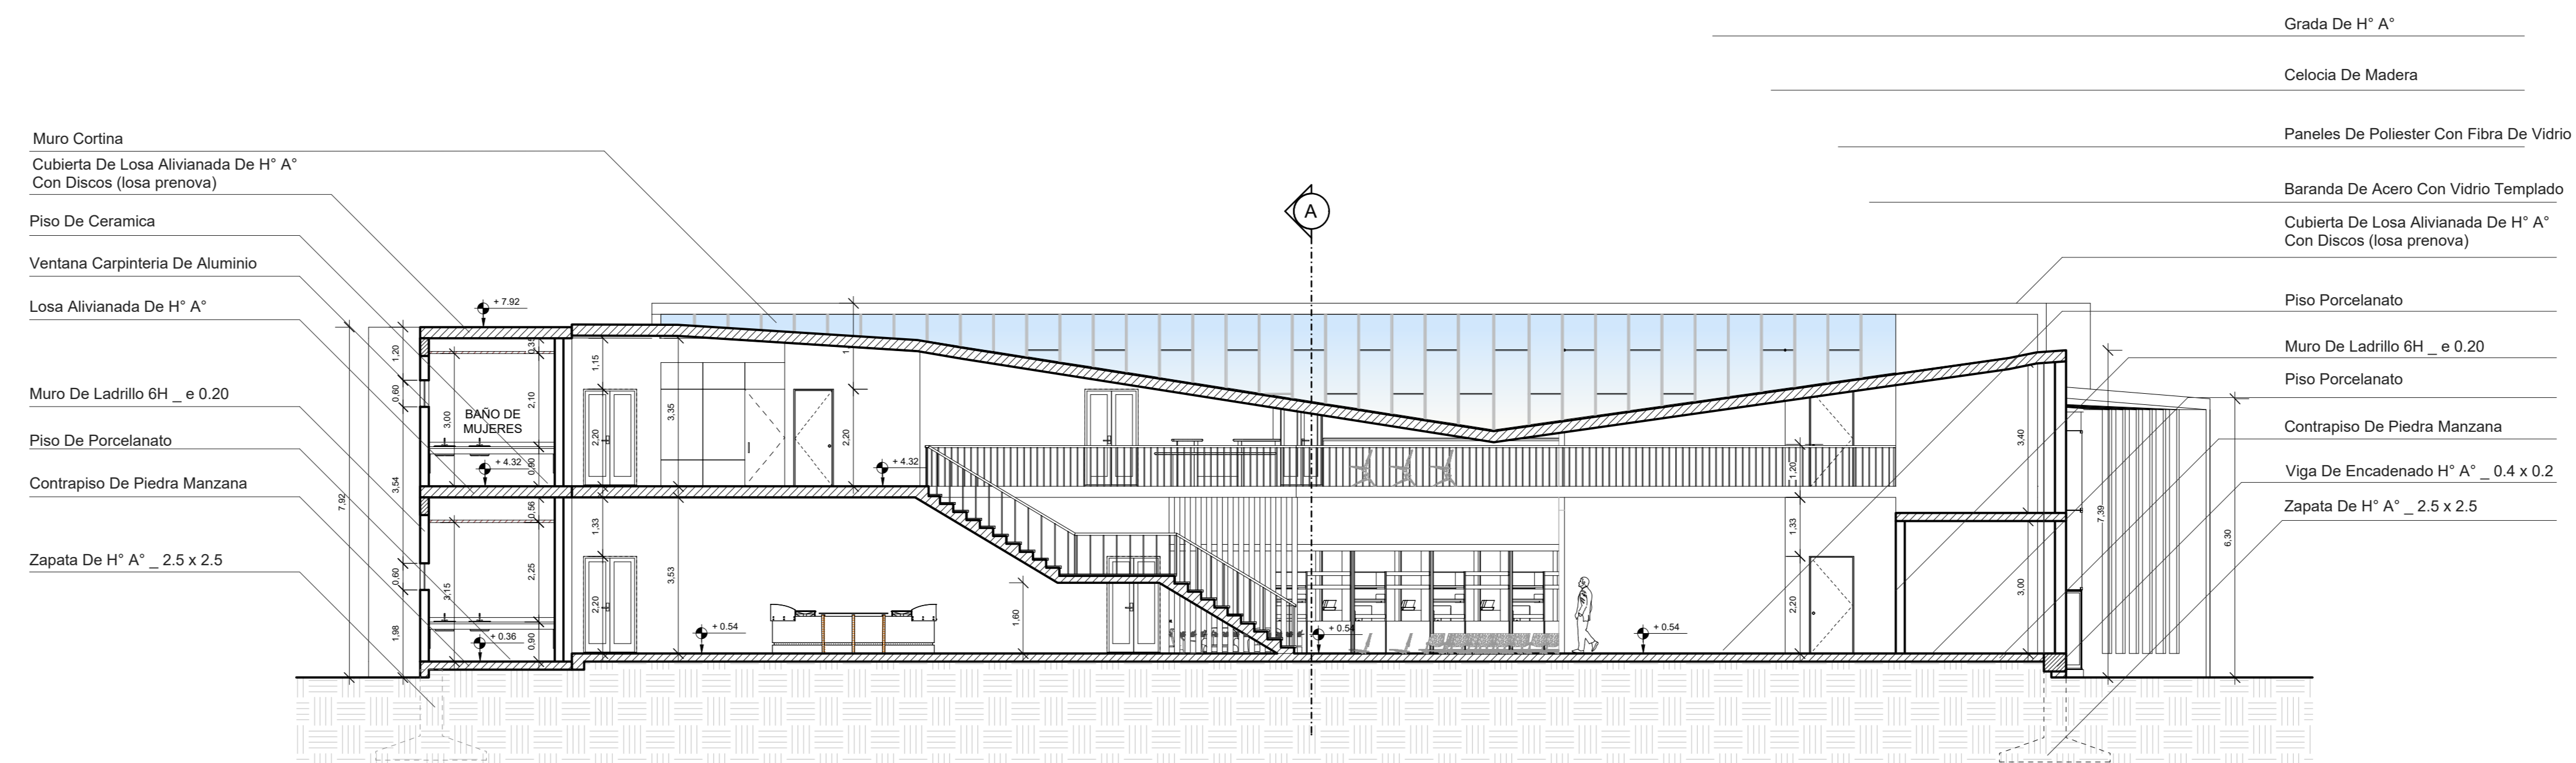 Grada De H° A°
Celocia De Madera
Muro Cortina
Paneles De Poliester Con Fibra De Vidrio
Cubierta De Losa Alivianada De H° A°
Con Discos (losa prenova)
Baranda De Acero Con Vidrio Templado
Piso De Ceramica
A
Cubierta De Losa Alivianada De H° A°
Con Discos (losa prenova)
Ventana Carpinteria De Aluminio
Losa Alivianada De H° A°
+ 7.92
Piso Porcelanato
Muro De Ladrillo 6H _ e 0.20
Piso Porcelanato
Muro De Ladrillo 6H _ e 0.20
Piso De Porcelanato
Contrapiso De Piedra Manzana
Contrapiso De Piedra Manzana
Viga De Encadenado H° A° _ 0.4 x 0.2
Zapata De H° A° _ 2.5 x 2.5
Zapata De H° A° _ 2.5 x 2.5
BAÑO DE
MUJERES
+ 4.32
+ 4.32
+ 0.36
+ 0.54
+ 0.54
+ 0.54
7,92
1,20
0,60
3,54
0,60
1,98
3,00
3,15
0,35
2,10
0,90
0,56
2,25
0,90
1,15
2,20
1,33
2,20
3,35
3,53
2,20
1,60
1,20
1,33
2,20
3,40
3,00
7,39
6,30